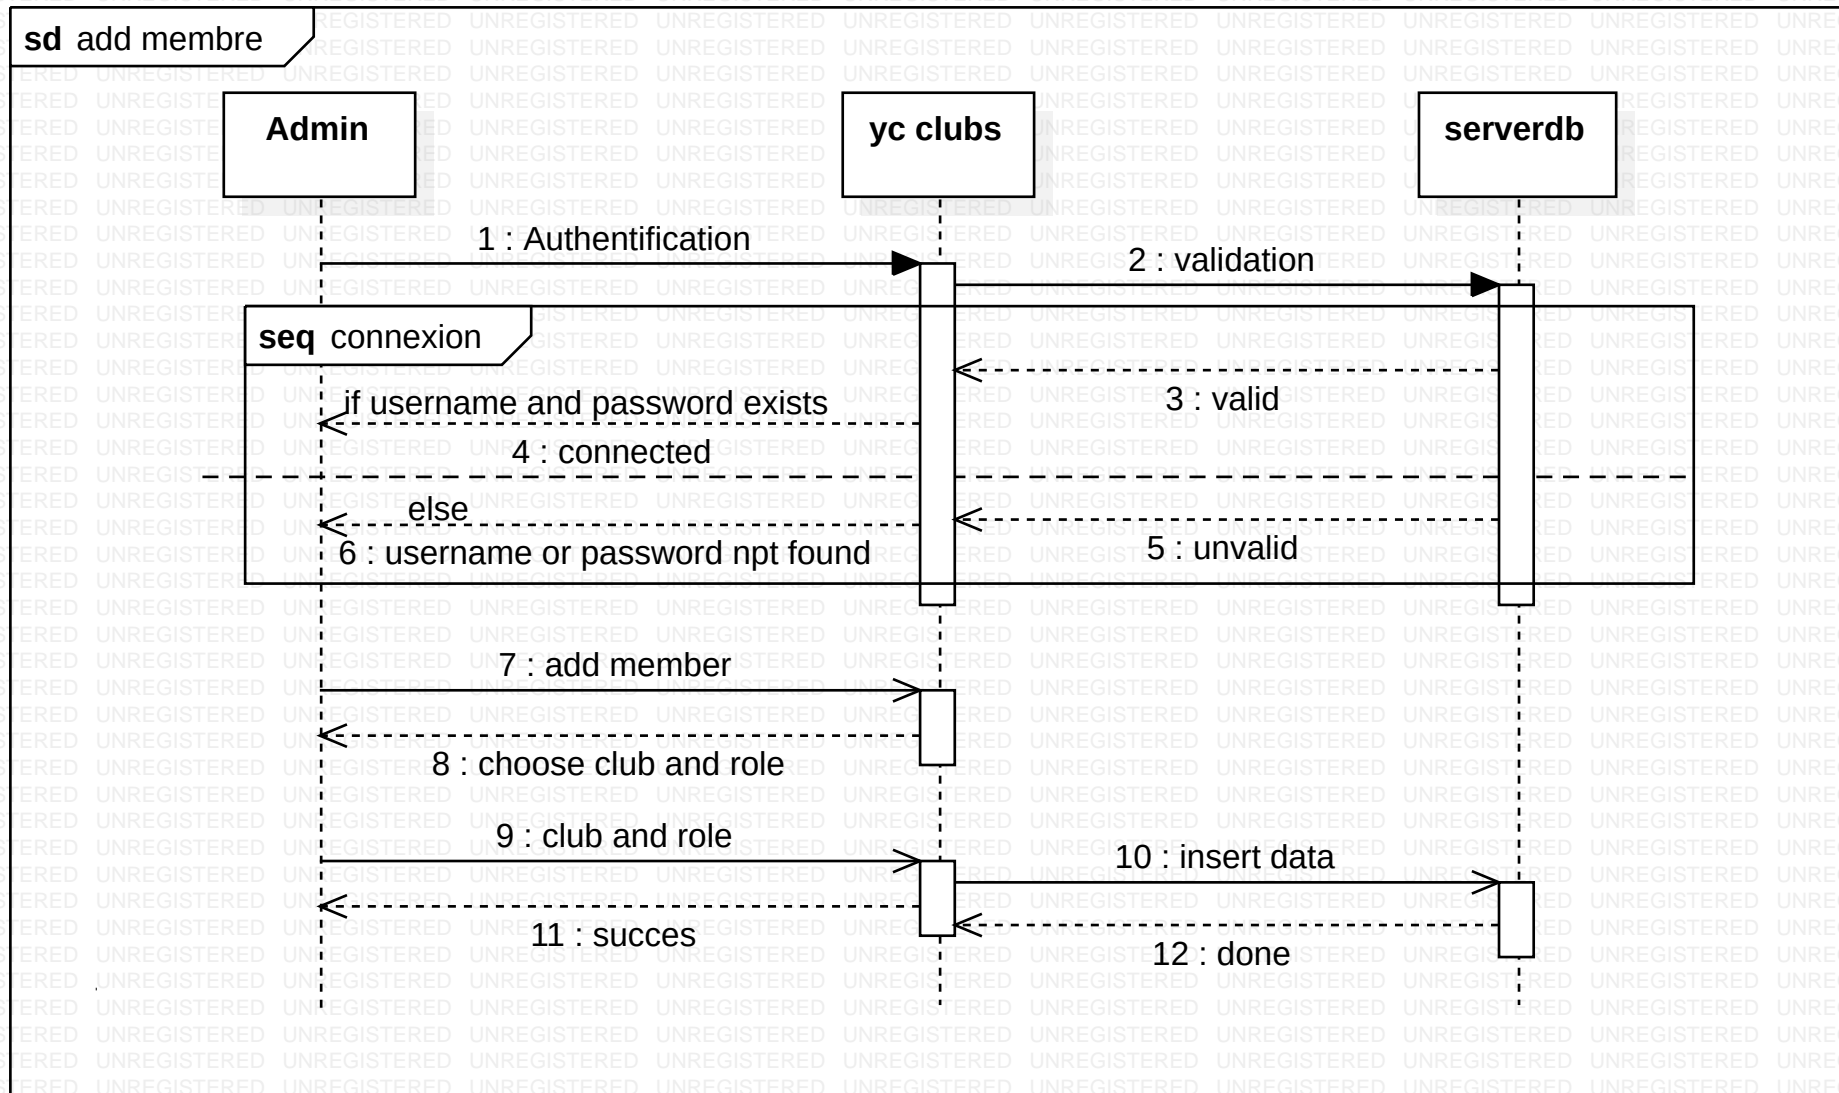 sd add membre
Admin
yc clubs
serverdb
1 : Authentification
2 : validation
seq connexion
3 : valid
if username and password exists
4 : connected
else
5 : unvalid
6 : username or password npt found
7 : add member
8 : choose club and role
9 : club and role
10 : insert data
11 : succes
12 : done
UNREGISTERED